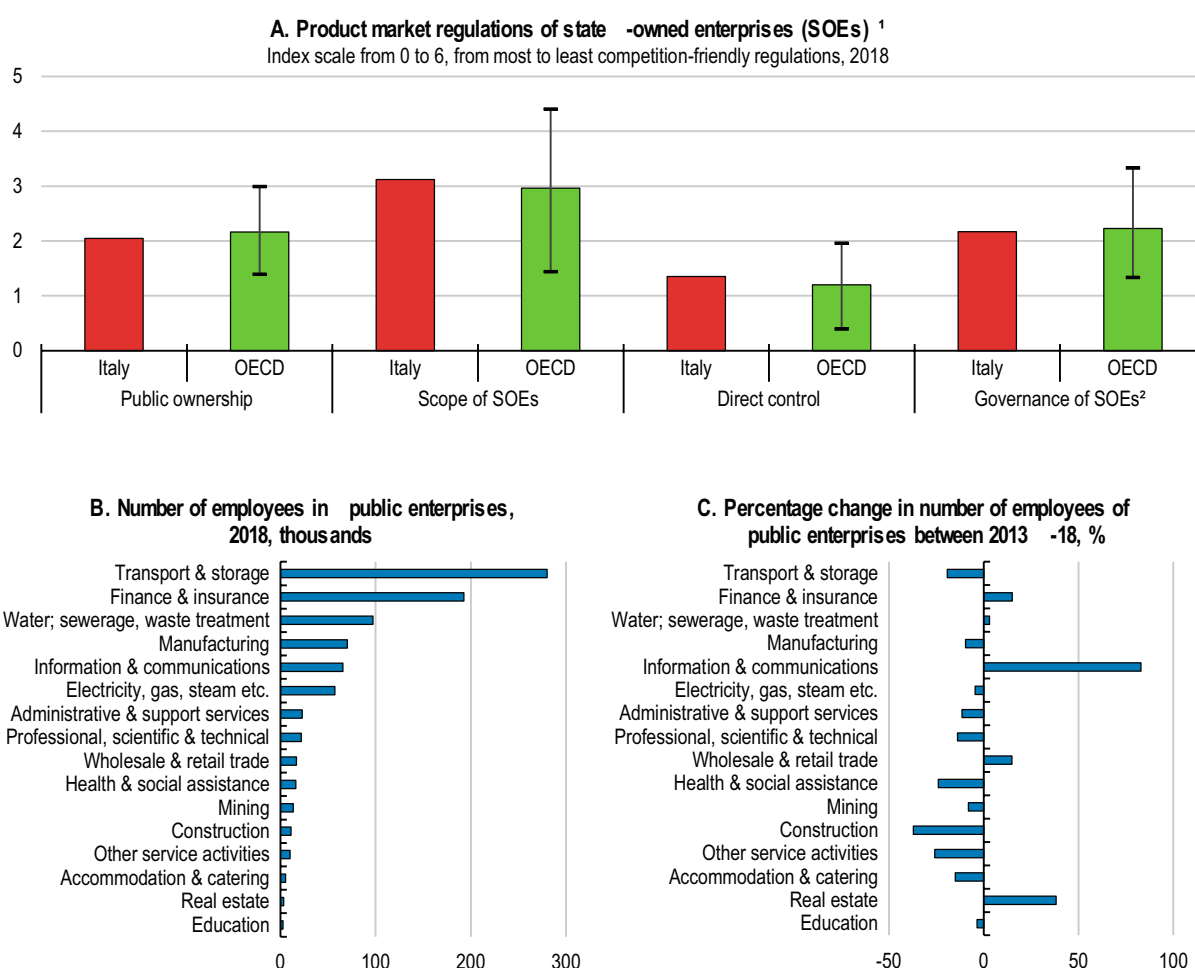 A. Product market regulations of state -owned enterprises (SOEs) ¹
Index scale from 0 to 6, from most to least competition-friendly regulations, 2018
5
4
3
2
1
0
Italy OECD Italy OECD Italy OECD Italy OECD
Public ownership Scope of SOEs Direct control Governance of SOEs²
B. Number of employees in public enterprises,
2018, thousands
Transport & storage
Finance & insurance
Water; sewerage, waste treatment
Manufacturing
Information & communications
Electricity, gas, steam etc.
Administrative & support services
Professional, scientific & technical
Wholesale & retail trade
Health & social assistance
Mining
Construction
Other service activities
Accommodation & catering
Real estate
Education
0 100 200 300
C. Percentage change in number of employees of
public enterprises between 2013 -18, %
Transport & storage
Finance & insurance
Water; sewerage, waste treatment
Manufacturing
Information & communications
Electricity, gas, steam etc.
Administrative & support services
Professional, scientific & technical
Wholesale & retail trade
Health & social assistance
Mining
Construction
Other service activities
Accommodation & catering
Real estate
Education
-50 0 50 100